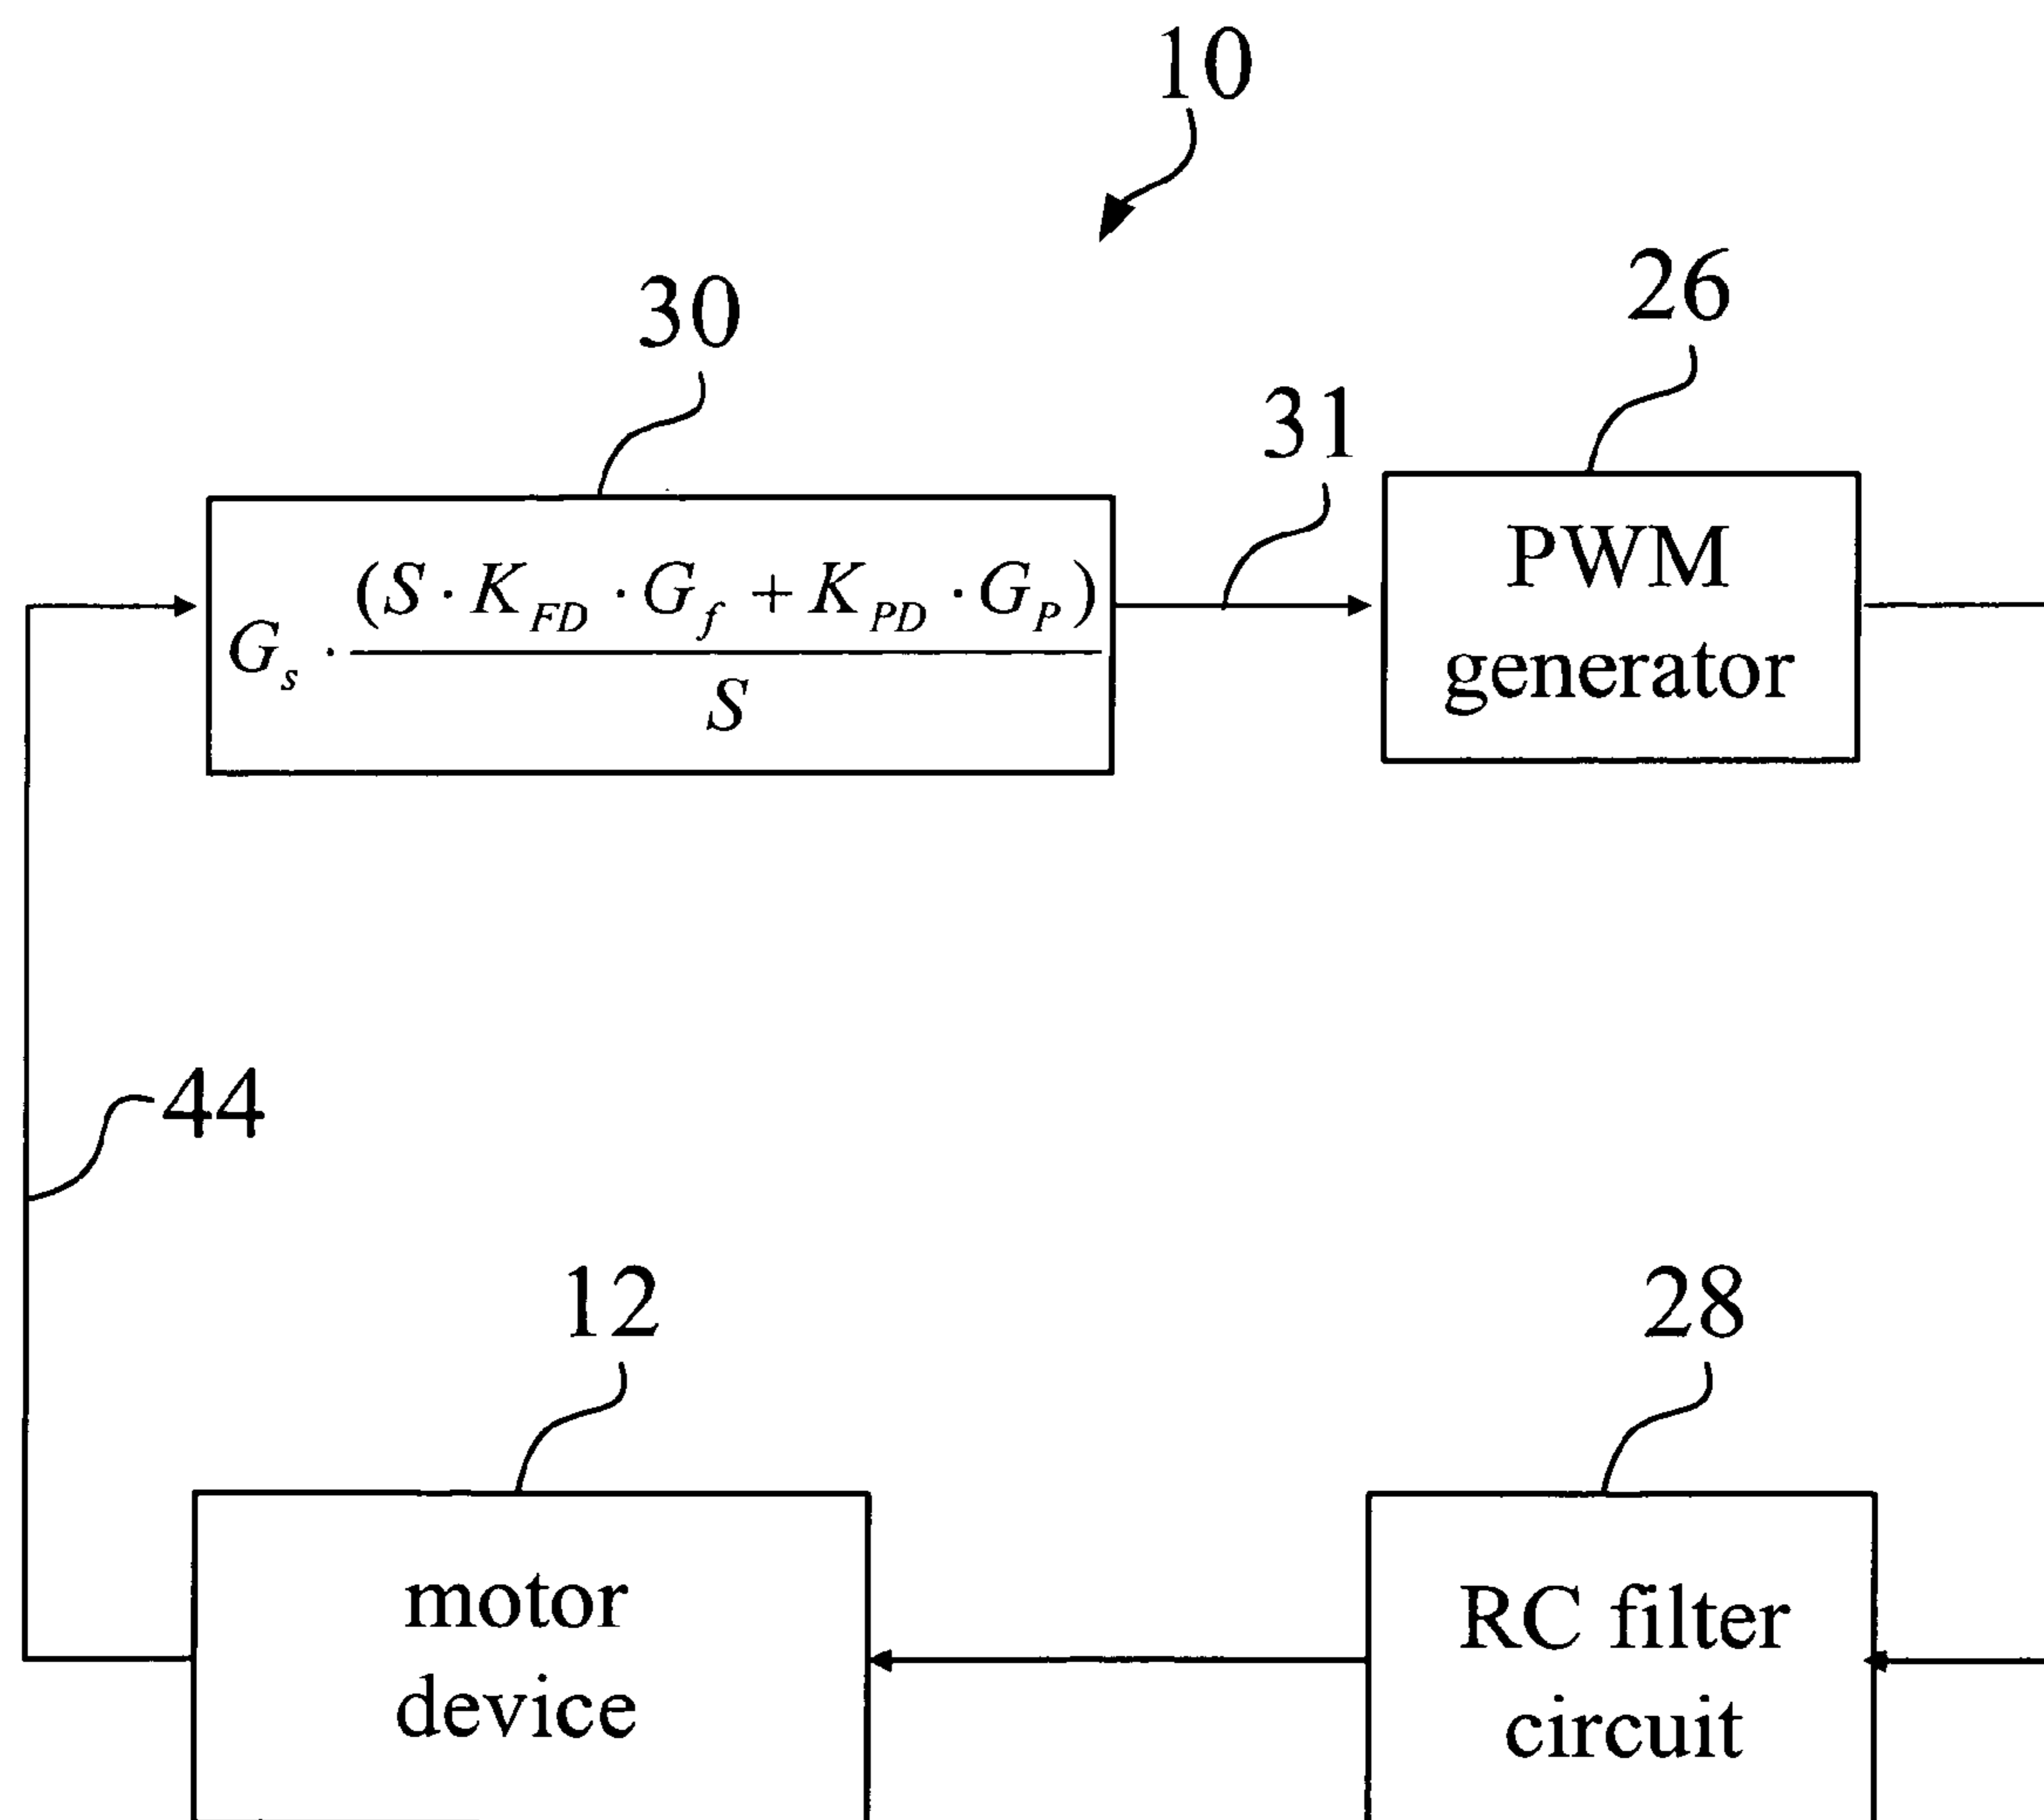 10
30
26
31
G_s · (S · K_FD · G_f + K_PD · G_P) / S
PWM
generator
44
12
28
motor
device
RC filter
circuit